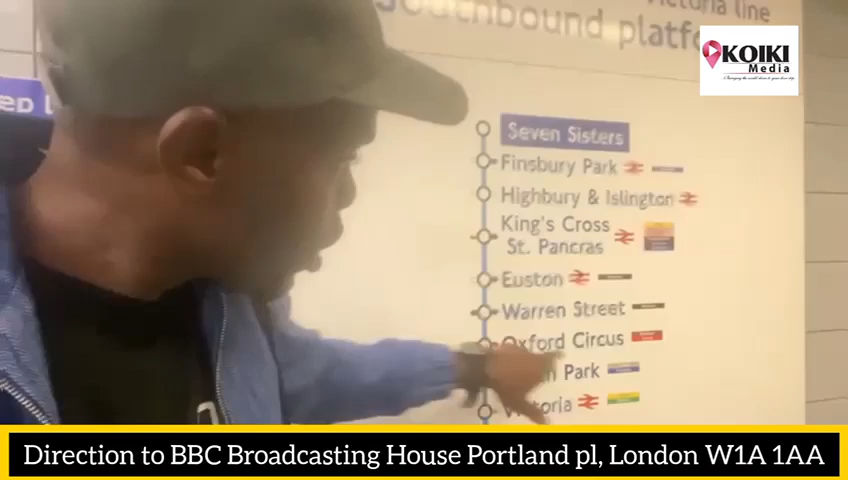 Victoria line
Southbound platf
KOIKI
Media
Seven Sisters
Finsbury Park
Highbury & Islington
King's Cross
St. Pancras
Euston
Warren Street
Oxford Circus
Park
Victoria
Direction to BBC Broadcasting House Portland pl, London W1A 1AA